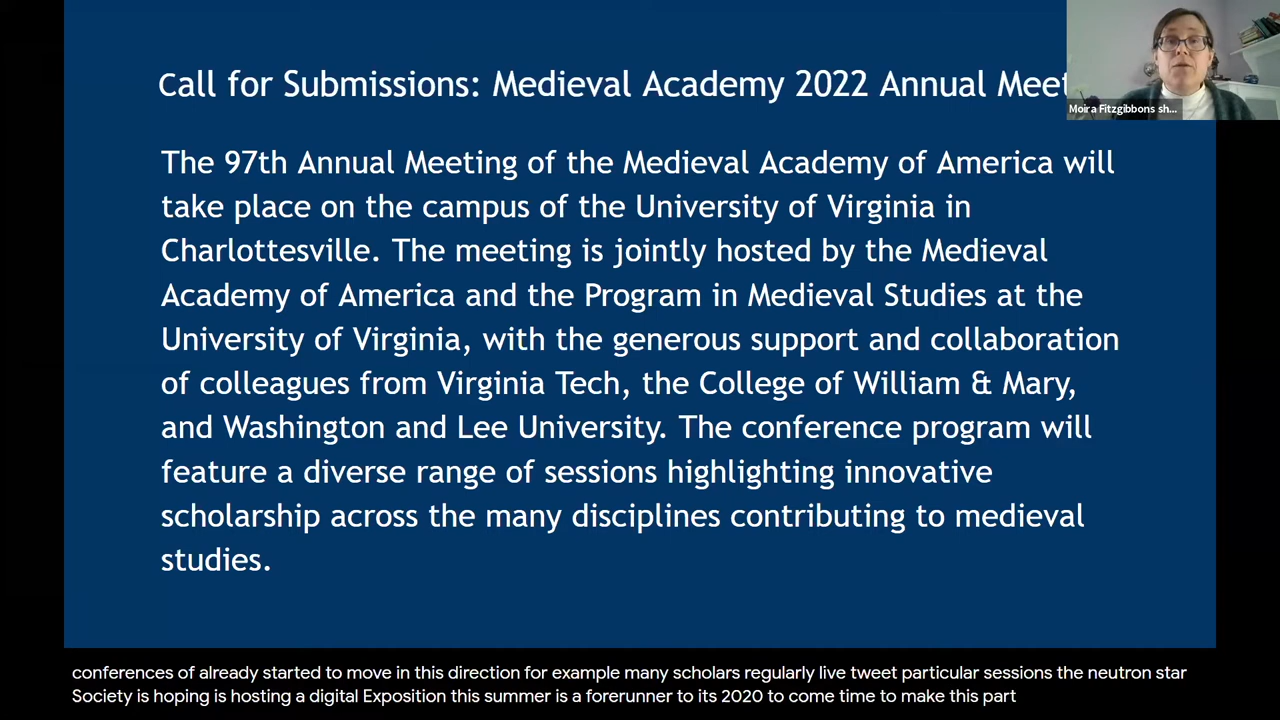 Call for Submissions: Medieval Academy 2022 Annual Meet
Moira Fitzgibbons sh...
The 97th Annual Meeting of the Medieval Academy of America will
take place on the campus of the University of Virginia in
Charlottesville. The meeting is jointly hosted by the Medieval
Academy of America and the Program in Medieval Studies at the
University of Virginia, with the generous support and collaboration
of colleagues from Virginia Tech, the College of William & Mary,
and Washington and Lee University. The conference program will
feature a diverse range of sessions highlighting innovative
scholarship across the many disciplines contributing to medieval
studies.
conferences of already started to move in this direction for example many scholars regularly live tweet particular sessions the neutron star
Society is hoping is hosting a digital Exposition this summer is a forerunner to its 2020 to come time to make this part